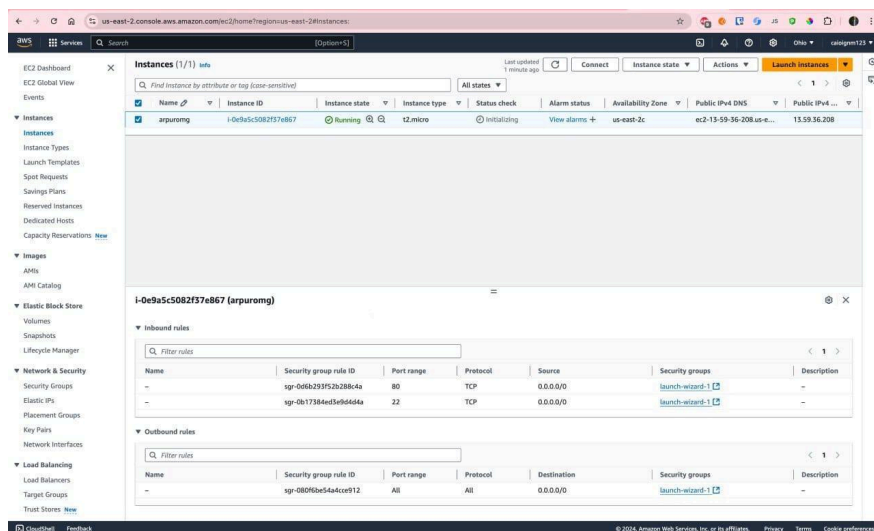 us-east-2.console.aws.amazon.com/ec2/home?region=us-east-2#Instances:
aws Services Search [Option+S] Ohio caioignm123
EC2 Dashboard
EC2 Global View
Events
Instances
Instances
Instance Types
Launch Templates
Spot Requests
Savings Plans
Reserved Instances
Dedicated Hosts
Capacity Reservations New
Images
AMIs
AMI Catalog
Elastic Block Store
Volumes
Snapshots
Lifecycle Manager
Network & Security
Security Groups
Elastic IPs
Placement Groups
Key Pairs
Network Interfaces
Load Balancing
Load Balancers
Target Groups
Trust Stores New
Instances (1/1) Info
Last updated
1 minute ago
Connect Instance state Actions Launch instances
Find Instance by attribute or tag (case-sensitive) All states 1
Name Instance ID Instance state Instance type Status check Alarm status Availability Zone Public IPv4 DNS Public IPv4 ...
arpuromg i-0e9a5c5082f37e867 Running t2.micro Initializing View alarms + us-east-2c ec2-13-59-36-208.us-e... 13.59.36.208
i-0e9a5c5082f37e867 (arpuromg)
Inbound rules
Filter rules 1
Name Security group rule ID Port range Protocol Source Security groups Description
– sgr-0d6b293f52b288c4a 80 TCP 0.0.0.0/0 launch-wizard-1 –
– sgr-0b17384ed3e9d4d4a 22 TCP 0.0.0.0/0 launch-wizard-1 –
Outbound rules
Filter rules 1
Name Security group rule ID Port range Protocol Destination Security groups Description
– sgr-080f6be54a4cce912 All All 0.0.0.0/0 launch-wizard-1 –
CloudShell Feedback © 2024, Amazon Web Services, Inc. or its affiliates. Privacy Terms Cookie preferences